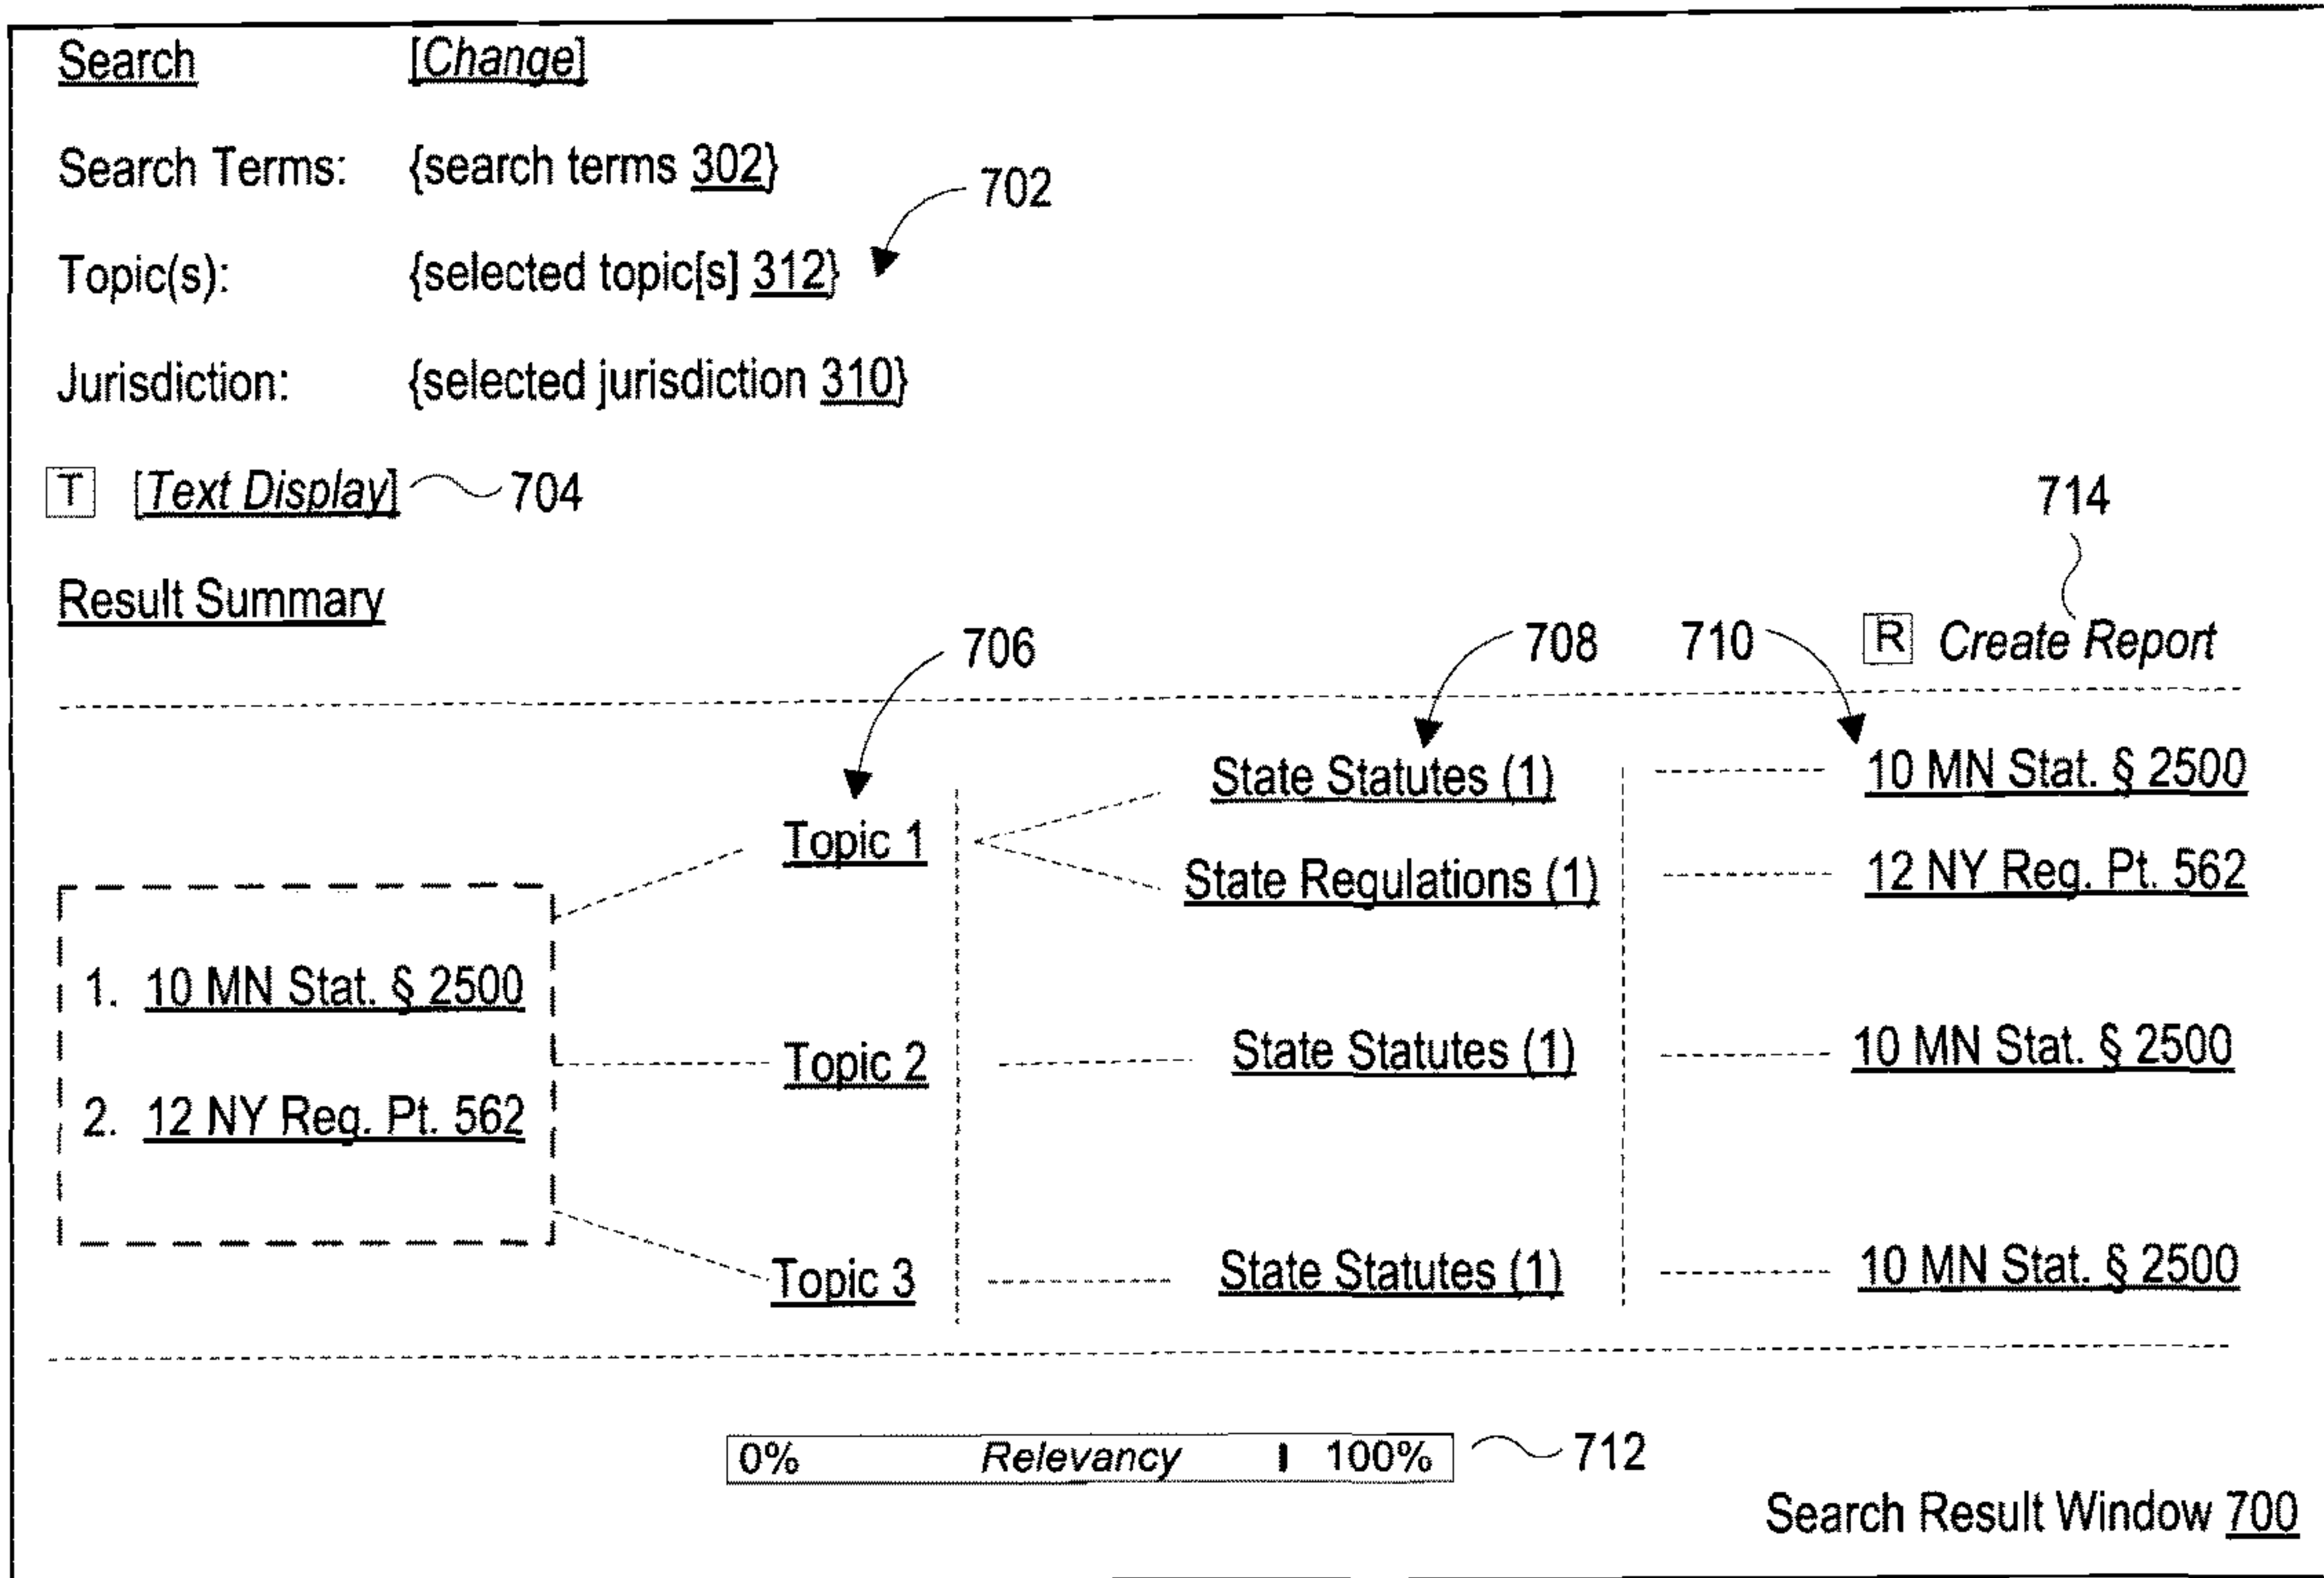 Search [Change]
Search Terms: {search terms 302}
702
Topic(s): {selected topic[s] 312}
Jurisdiction: {selected jurisdiction 310}
T [Text Display] 704
714
Result Summary
706 708 710 R Create Report
State Statutes (1) 10 MN Stat. § 2500
Topic 1
State Regulations (1) 12 NY Reg. Pt. 562
1. 10 MN Stat. § 2500
Topic 2 State Statutes (1) 10 MN Stat. § 2500
2. 12 NY Reg. Pt. 562
Topic 3 State Statutes (1) 10 MN Stat. § 2500
0% Relevancy 100% 712
Search Result Window 700